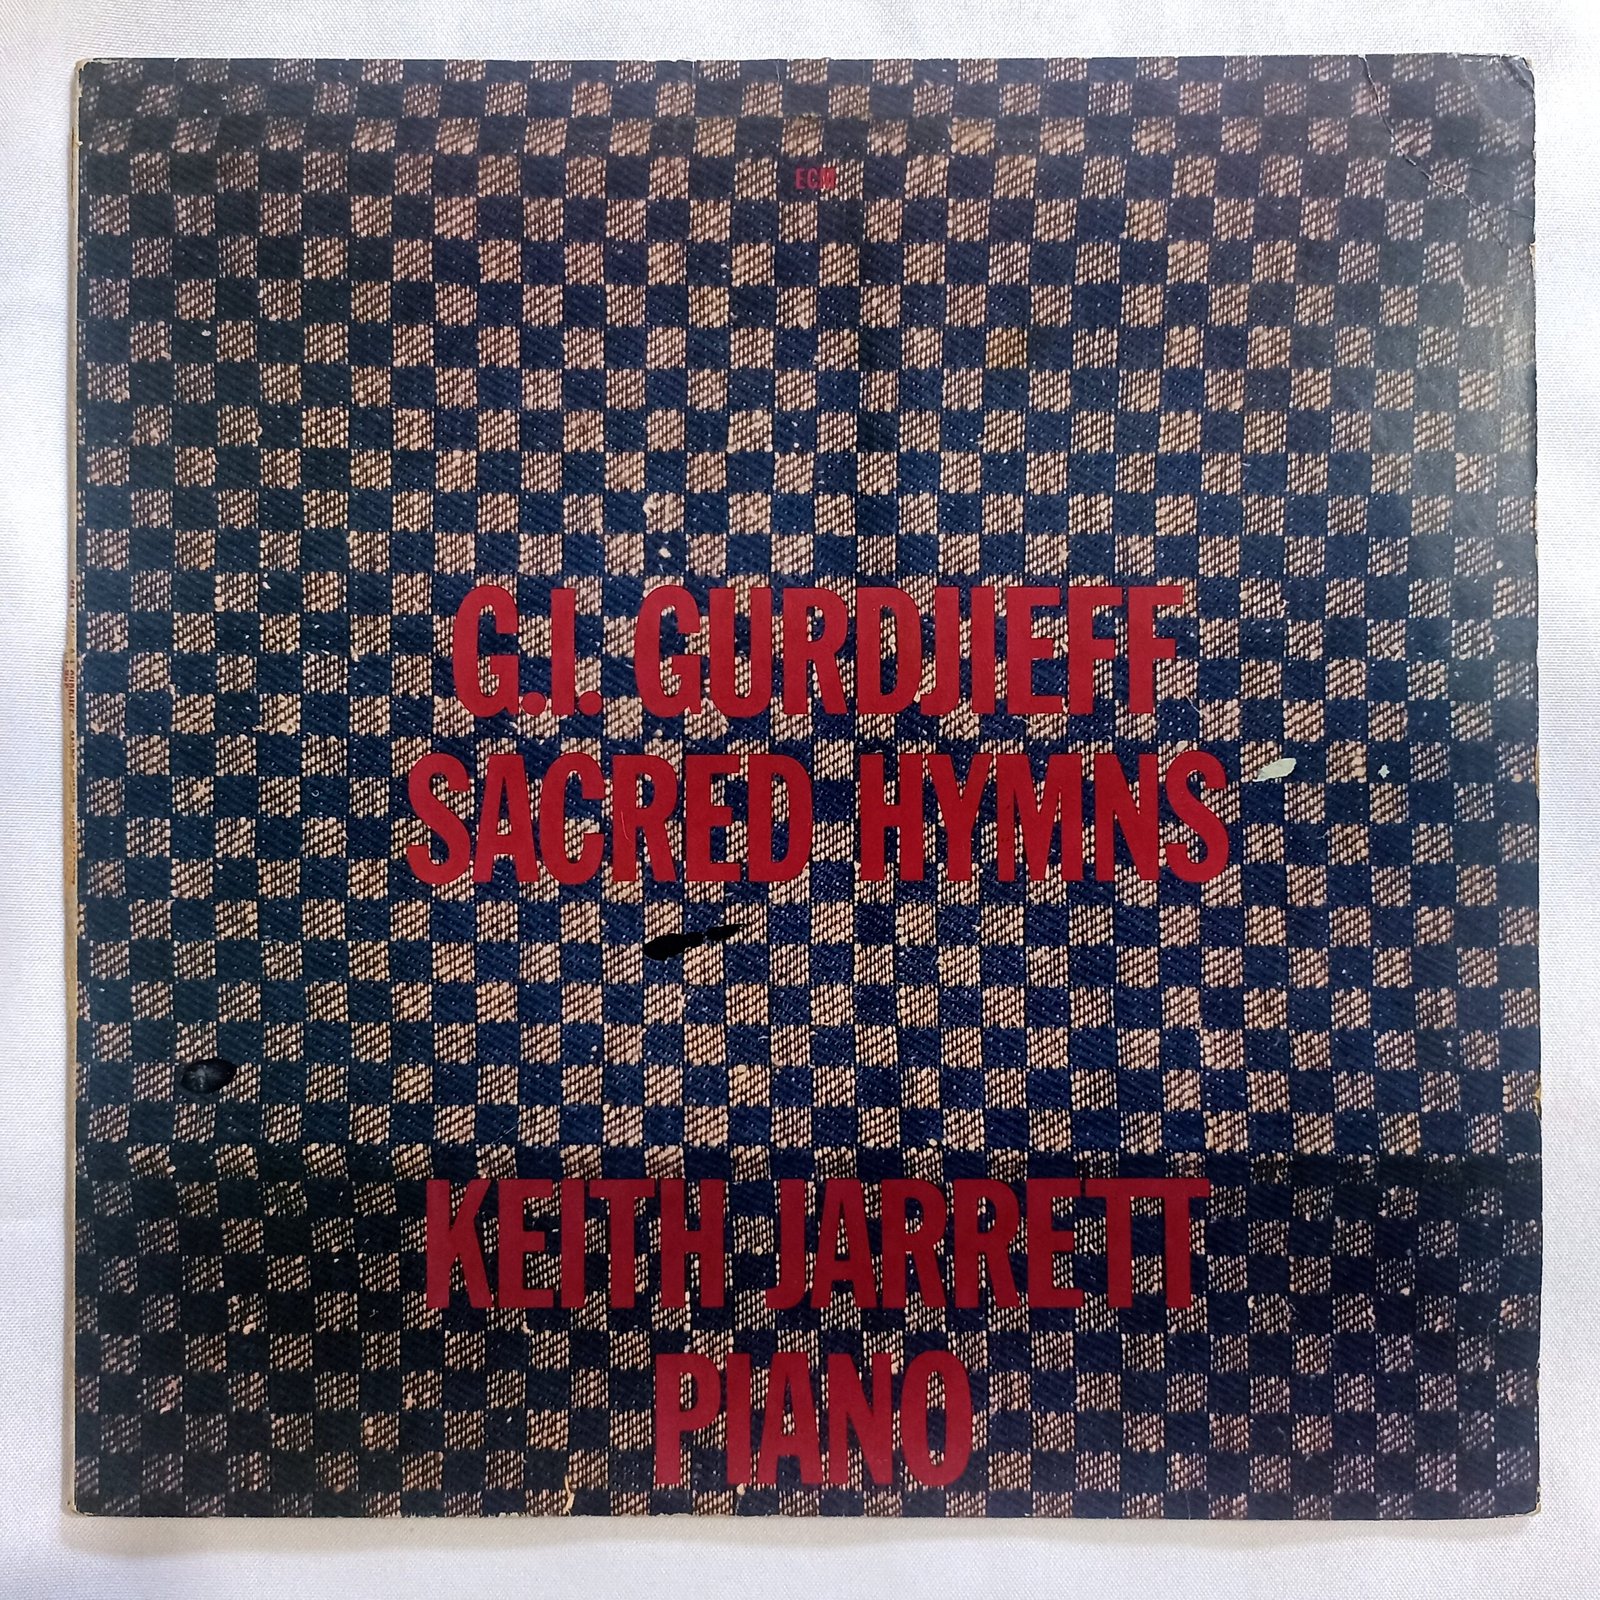 ECM
G.I. GURDJIEFF
SACRED HYMNS
KEITH JARRETT
PIANO